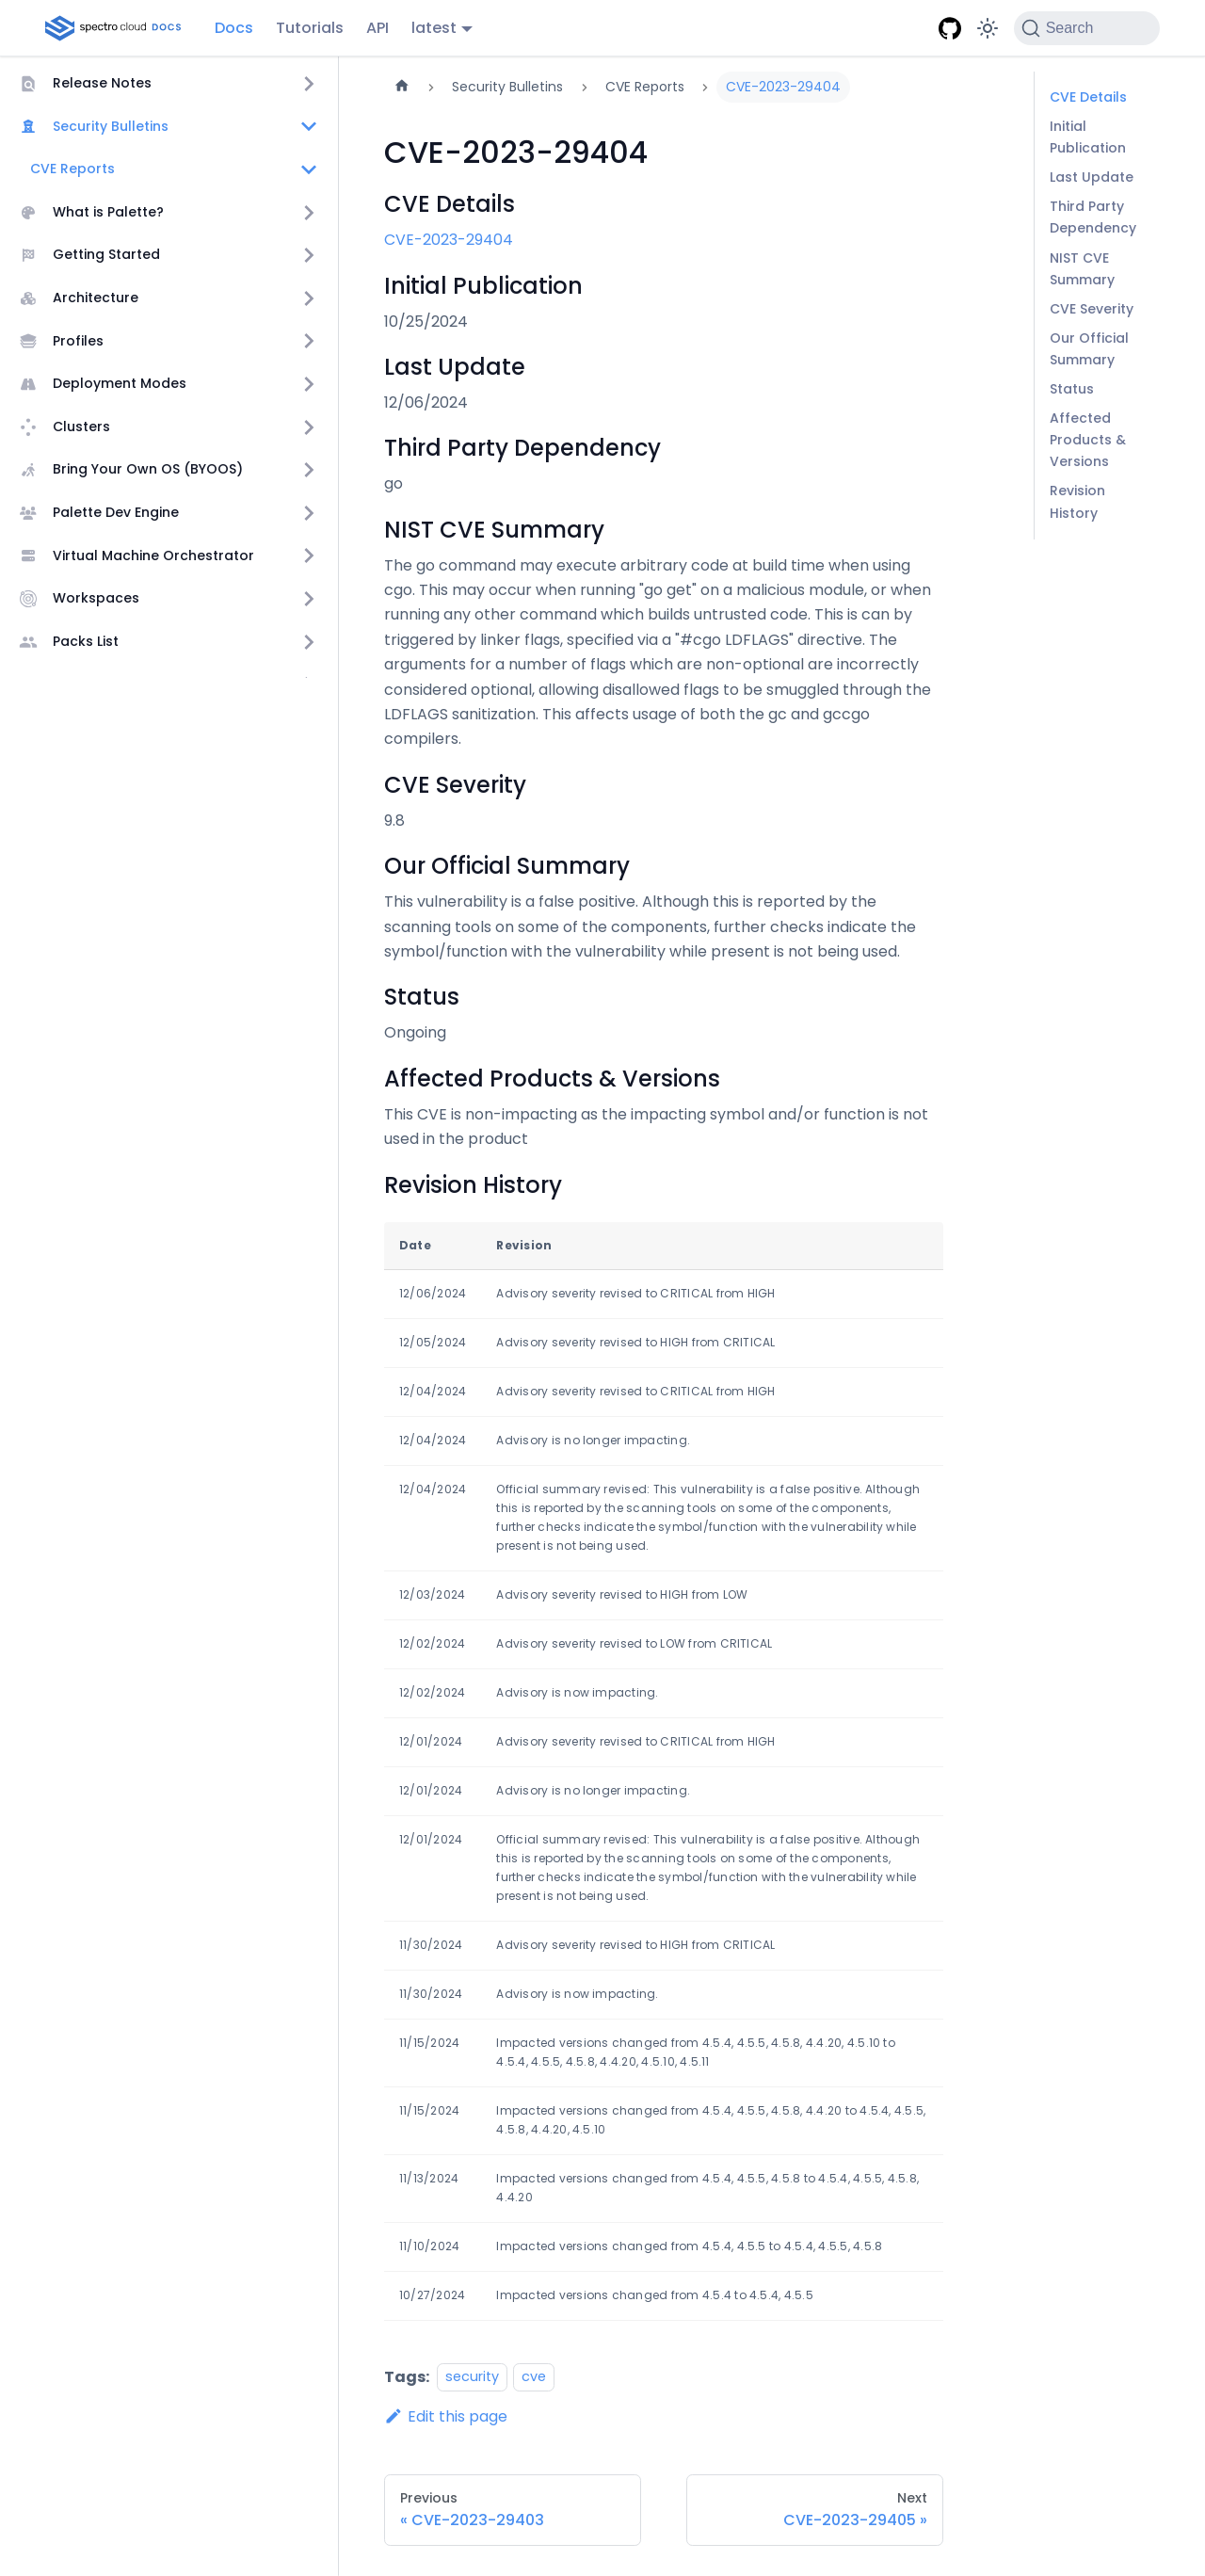 spectro cloud DOCS Docs Tutorials API latest Search
Release Notes
Security Bulletins
CVE Reports
What is Palette?
Getting Started
Architecture
Profiles
Deployment Modes
Clusters
Bring Your Own OS (BYOOS)
Palette Dev Engine
Virtual Machine Orchestrator
Workspaces
Packs List
Security Bulletins CVE Reports CVE-2023-29404
CVE-2023-29404
CVE Details
CVE-2023-29404
Initial Publication
10/25/2024
Last Update
12/06/2024
Third Party Dependency
go
NIST CVE Summary
The go command may execute arbitrary code at build time when using
cgo. This may occur when running "go get" on a malicious module, or when
running any other command which builds untrusted code. This is can by
triggered by linker flags, specified via a "#cgo LDFLAGS" directive. The
arguments for a number of flags which are non-optional are incorrectly
considered optional, allowing disallowed flags to be smuggled through the
LDFLAGS sanitization. This affects usage of both the gc and gccgo
compilers.
CVE Severity
9.8
Our Official Summary
This vulnerability is a false positive. Although this is reported by the
scanning tools on some of the components, further checks indicate the
symbol/function with the vulnerability while present is not being used.
Status
Ongoing
Affected Products & Versions
This CVE is non-impacting as the impacting symbol and/or function is not
used in the product
Revision History
Date Revision
12/06/2024 Advisory severity revised to CRITICAL from HIGH
12/05/2024 Advisory severity revised to HIGH from CRITICAL
12/04/2024 Advisory severity revised to CRITICAL from HIGH
12/04/2024 Advisory is no longer impacting.
12/04/2024 Official summary revised: This vulnerability is a false positive. Although
this is reported by the scanning tools on some of the components,
further checks indicate the symbol/function with the vulnerability while
present is not being used.
12/03/2024 Advisory severity revised to HIGH from LOW
12/02/2024 Advisory severity revised to LOW from CRITICAL
12/02/2024 Advisory is now impacting.
12/01/2024 Advisory severity revised to CRITICAL from HIGH
12/01/2024 Advisory is no longer impacting.
12/01/2024 Official summary revised: This vulnerability is a false positive. Although
this is reported by the scanning tools on some of the components,
further checks indicate the symbol/function with the vulnerability while
present is not being used.
11/30/2024 Advisory severity revised to HIGH from CRITICAL
11/30/2024 Advisory is now impacting.
11/15/2024 Impacted versions changed from 4.5.4, 4.5.5, 4.5.8, 4.4.20, 4.5.10 to
4.5.4, 4.5.5, 4.5.8, 4.4.20, 4.5.10, 4.5.11
11/15/2024 Impacted versions changed from 4.5.4, 4.5.5, 4.5.8, 4.4.20 to 4.5.4, 4.5.5,
4.5.8, 4.4.20, 4.5.10
11/13/2024 Impacted versions changed from 4.5.4, 4.5.5, 4.5.8 to 4.5.4, 4.5.5, 4.5.8,
4.4.20
11/10/2024 Impacted versions changed from 4.5.4, 4.5.5 to 4.5.4, 4.5.5, 4.5.8
10/27/2024 Impacted versions changed from 4.5.4 to 4.5.4, 4.5.5
Tags: security cve
Edit this page
Previous
« CVE-2023-29403
Next
CVE-2023-29405 »
CVE Details
Initial
Publication
Last Update
Third Party
Dependency
NIST CVE
Summary
CVE Severity
Our Official
Summary
Status
Affected
Products &
Versions
Revision
History